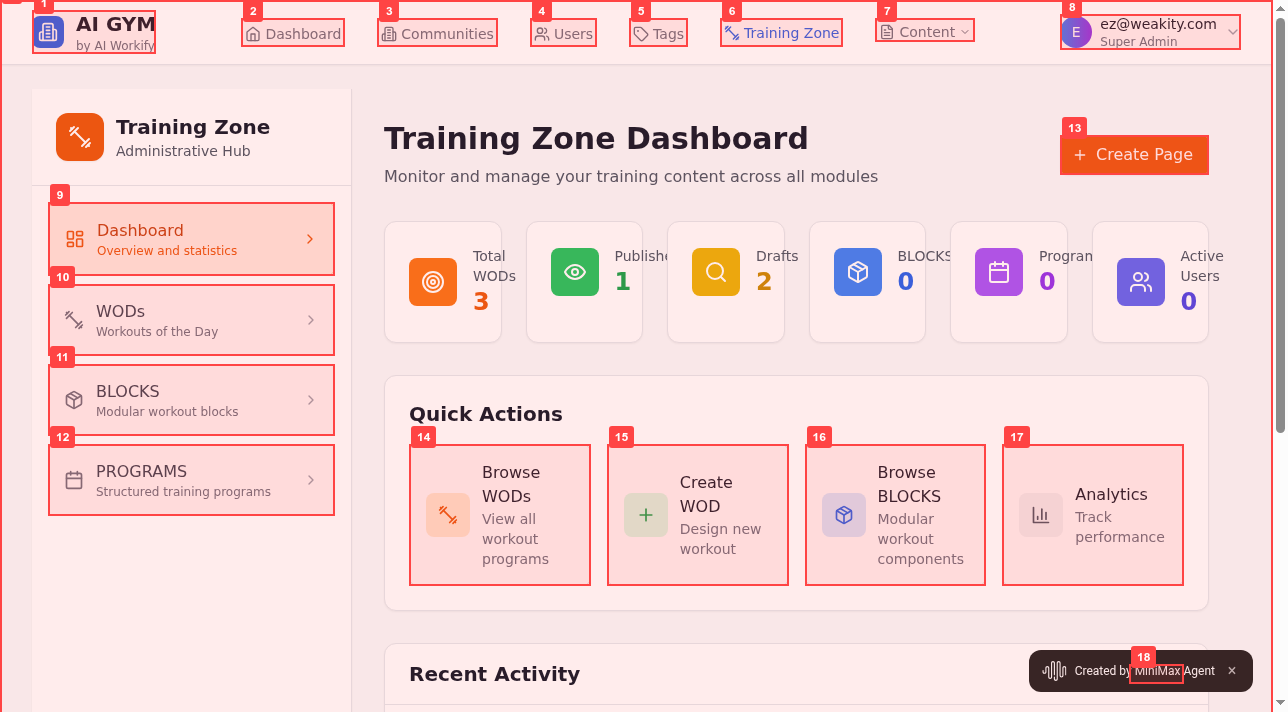 1
AI GYM
by AI Workify
2
Dashboard
3
Communities
4
Users
5
Tags
6
Training Zone
7
Content
8
E
ez@weakity.com
Super Admin
Training Zone
Administrative Hub
9
Dashboard
Overview and statistics
10
WODs
Workouts of the Day
11
BLOCKS
Modular workout blocks
12
PROGRAMS
Structured training programs
Training Zone Dashboard
Monitor and manage your training content across all modules
13
+ Create Page
Total
WODs
3
Publishe
1
Drafts
2
BLOCKS
0
Program
0
Active
Users
0
Quick Actions
14
Browse
WODs
View all
workout
programs
15
Create
WOD
Design new
workout
16
Browse
BLOCKS
Modular
workout
components
17
Analytics
Track
performance
Recent Activity
18
Created by MiniMax Agent ×